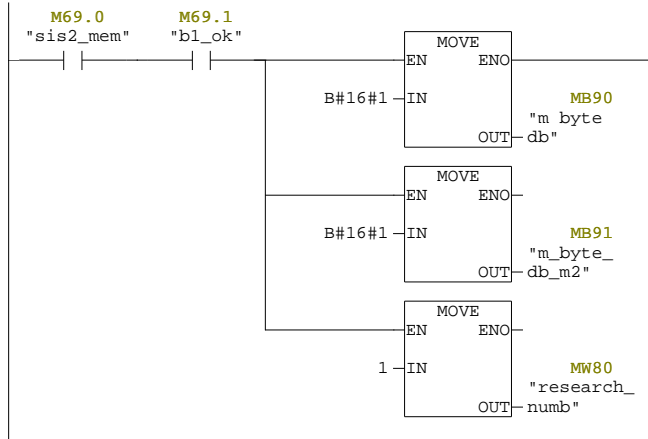 M69.0 M69.1
"sis2_mem" "b1_ok"
MOVE
EN ENO
B#16#1 IN MB90
"m byte
OUT db"
MOVE
EN ENO
B#16#1 IN MB91
"m_byte_
OUT db_m2"
MOVE
EN ENO
1 IN MW80
"research_
OUT numb"